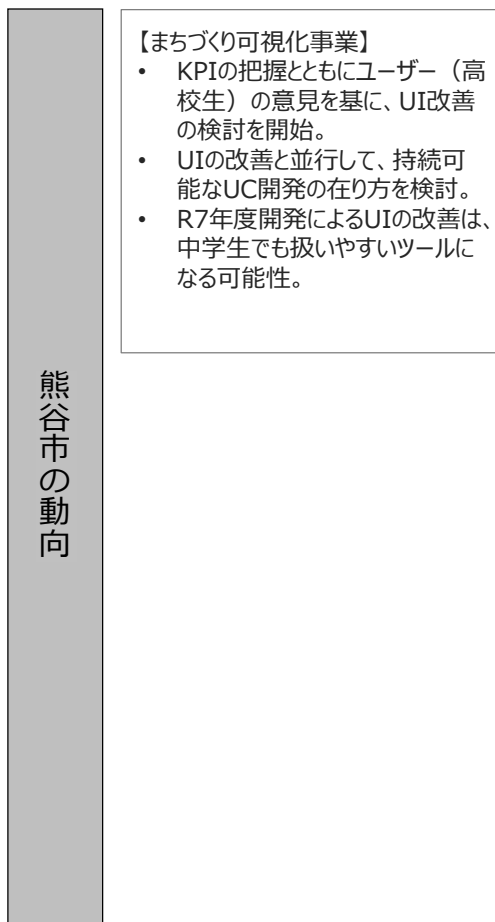 熊谷市の動向
【まちづくり可視化事業】
• KPIの把握とともにユーザー（高
校生）の意見を基に、UI改善
の検討を開始。
• UIの改善と並行して、持続可
能なUC開発の在り方を検討。
• R7年度開発によるUIの改善は、
中学生でも扱いやすいツールに
なる可能性。